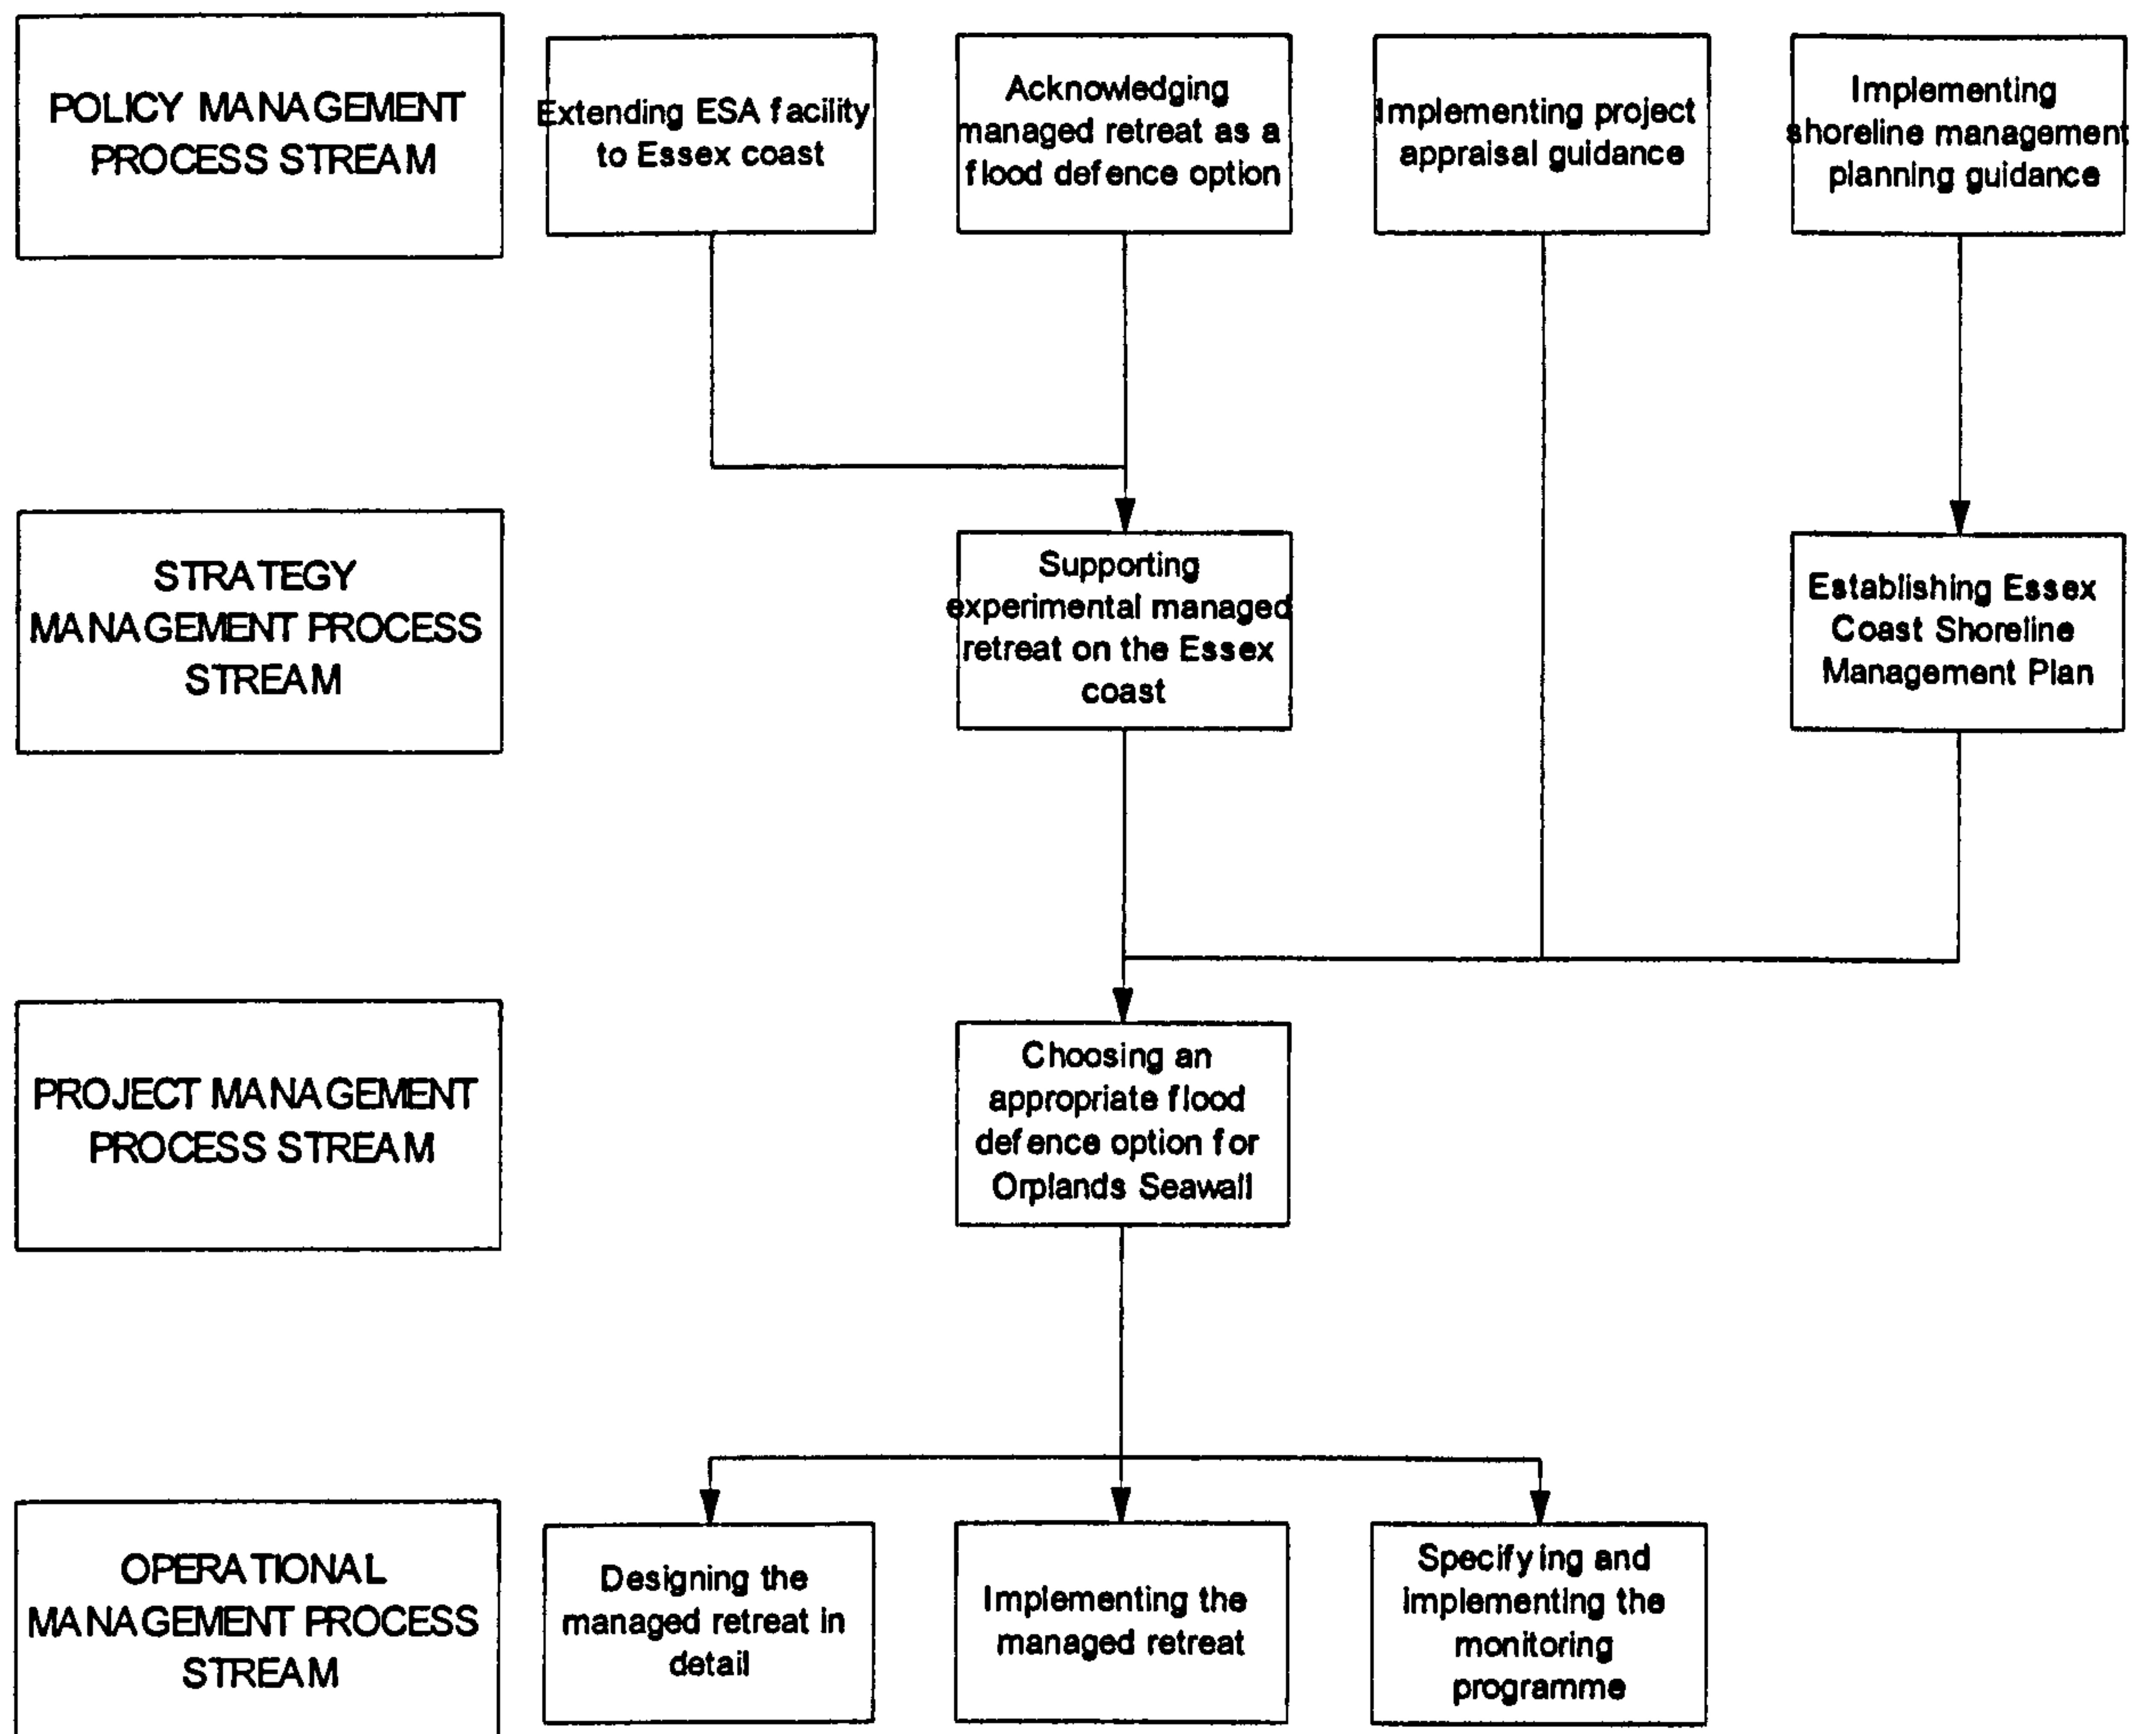 POLICY MANAGEMENT
PROCESS STREAM
Extending ESA facility
to Essex coast
Acknowledging
managed retreat as a
flood defence option
Implementing project
appraisal guidance
Implementing
shoreline management
planning guidance
STRATEGY
MANAGEMENT PROCESS
STREAM
Supporting
experimental managed
retreat on the Essex
coast
Establishing Essex
Coast Shoreline
Management Plan
PROJECT MANAGEMENT
PROCESS STREAM
Choosing an
appropriate flood
defence option for
Orplands Seawall
OPERATIONAL
MANAGEMENT PROCESS
STREAM
Designing the
managed retreat in
detail
Implementing the
managed retreat
Specifying and
implementing the
monitoring
programme